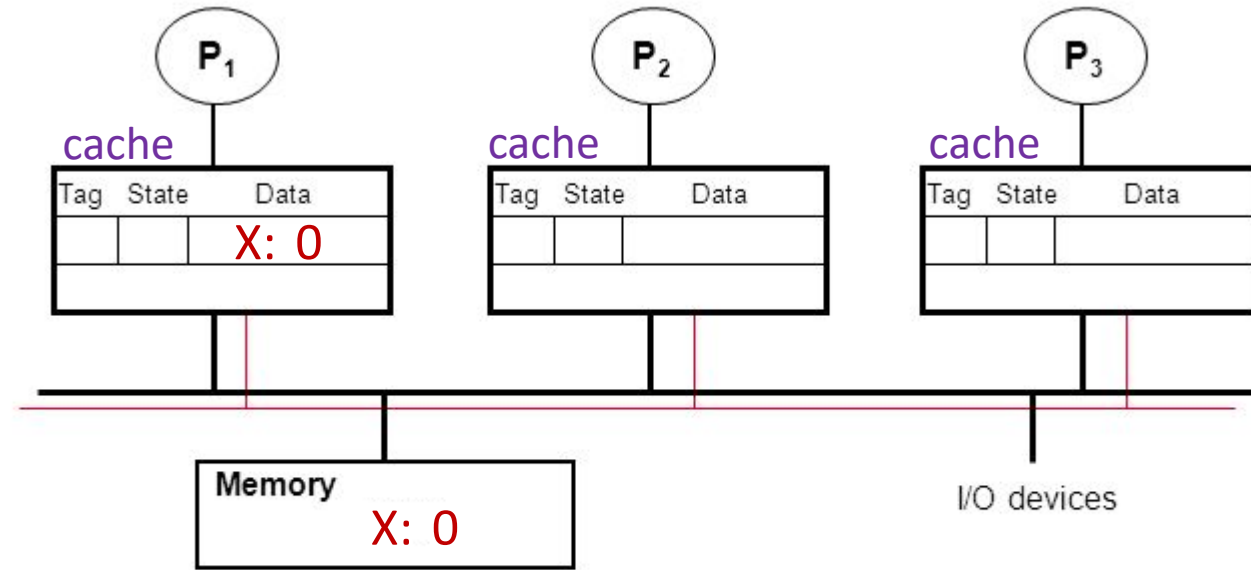 P₁ P₂ P₃
cache cache cache
Tag State Data Tag State Data Tag State Data
X: 0
Memory
I/O devices
X: 0